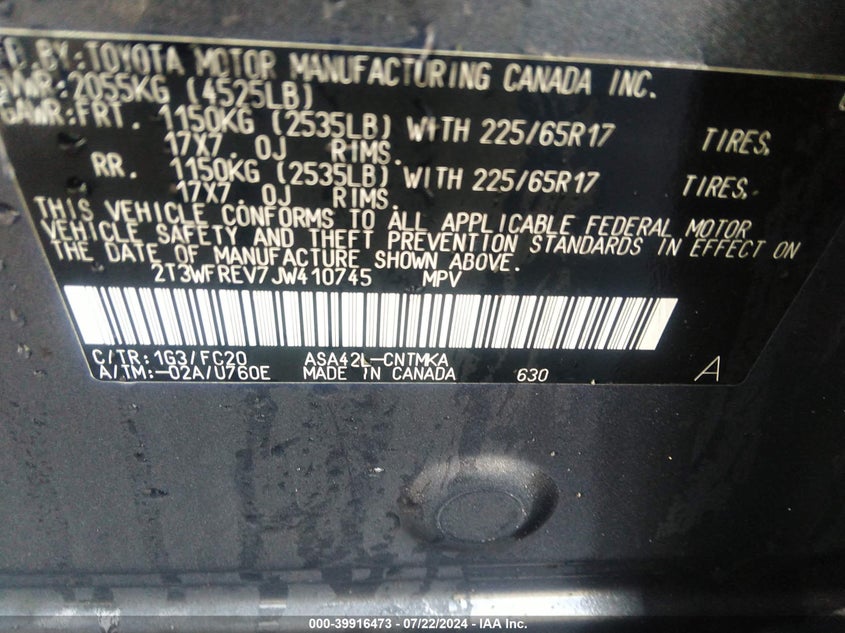 D. BY: TOYOTA MOTOR MANUFACTURING CANADA INC.
GVWR: 2055KG (4525LB)
GAWR: FRT. 1150KG (2535LB) WITH 225/65R17 TIRES,
17X7. 0J RIMS.
RR. 1150KG (2535LB) WITH 225/65R17 TIRES,
17X7. 0J RIMS.
THIS VEHICLE CONFORMS TO ALL APPLICABLE FEDERAL MOTOR
VEHICLE SAFETY AND THEFT PREVENTION STANDARDS IN EFFECT ON
THE DATE OF MANUFACTURE SHOWN ABOVE.
2T3WFREV7JW410745 MPV
C/TR: 1G3/FC20 ASA42L-CNTMKA
A/TM: -02A/U760E MADE IN CANADA 630 A
000-39916473 - 07/22/2024 - IAA Inc.